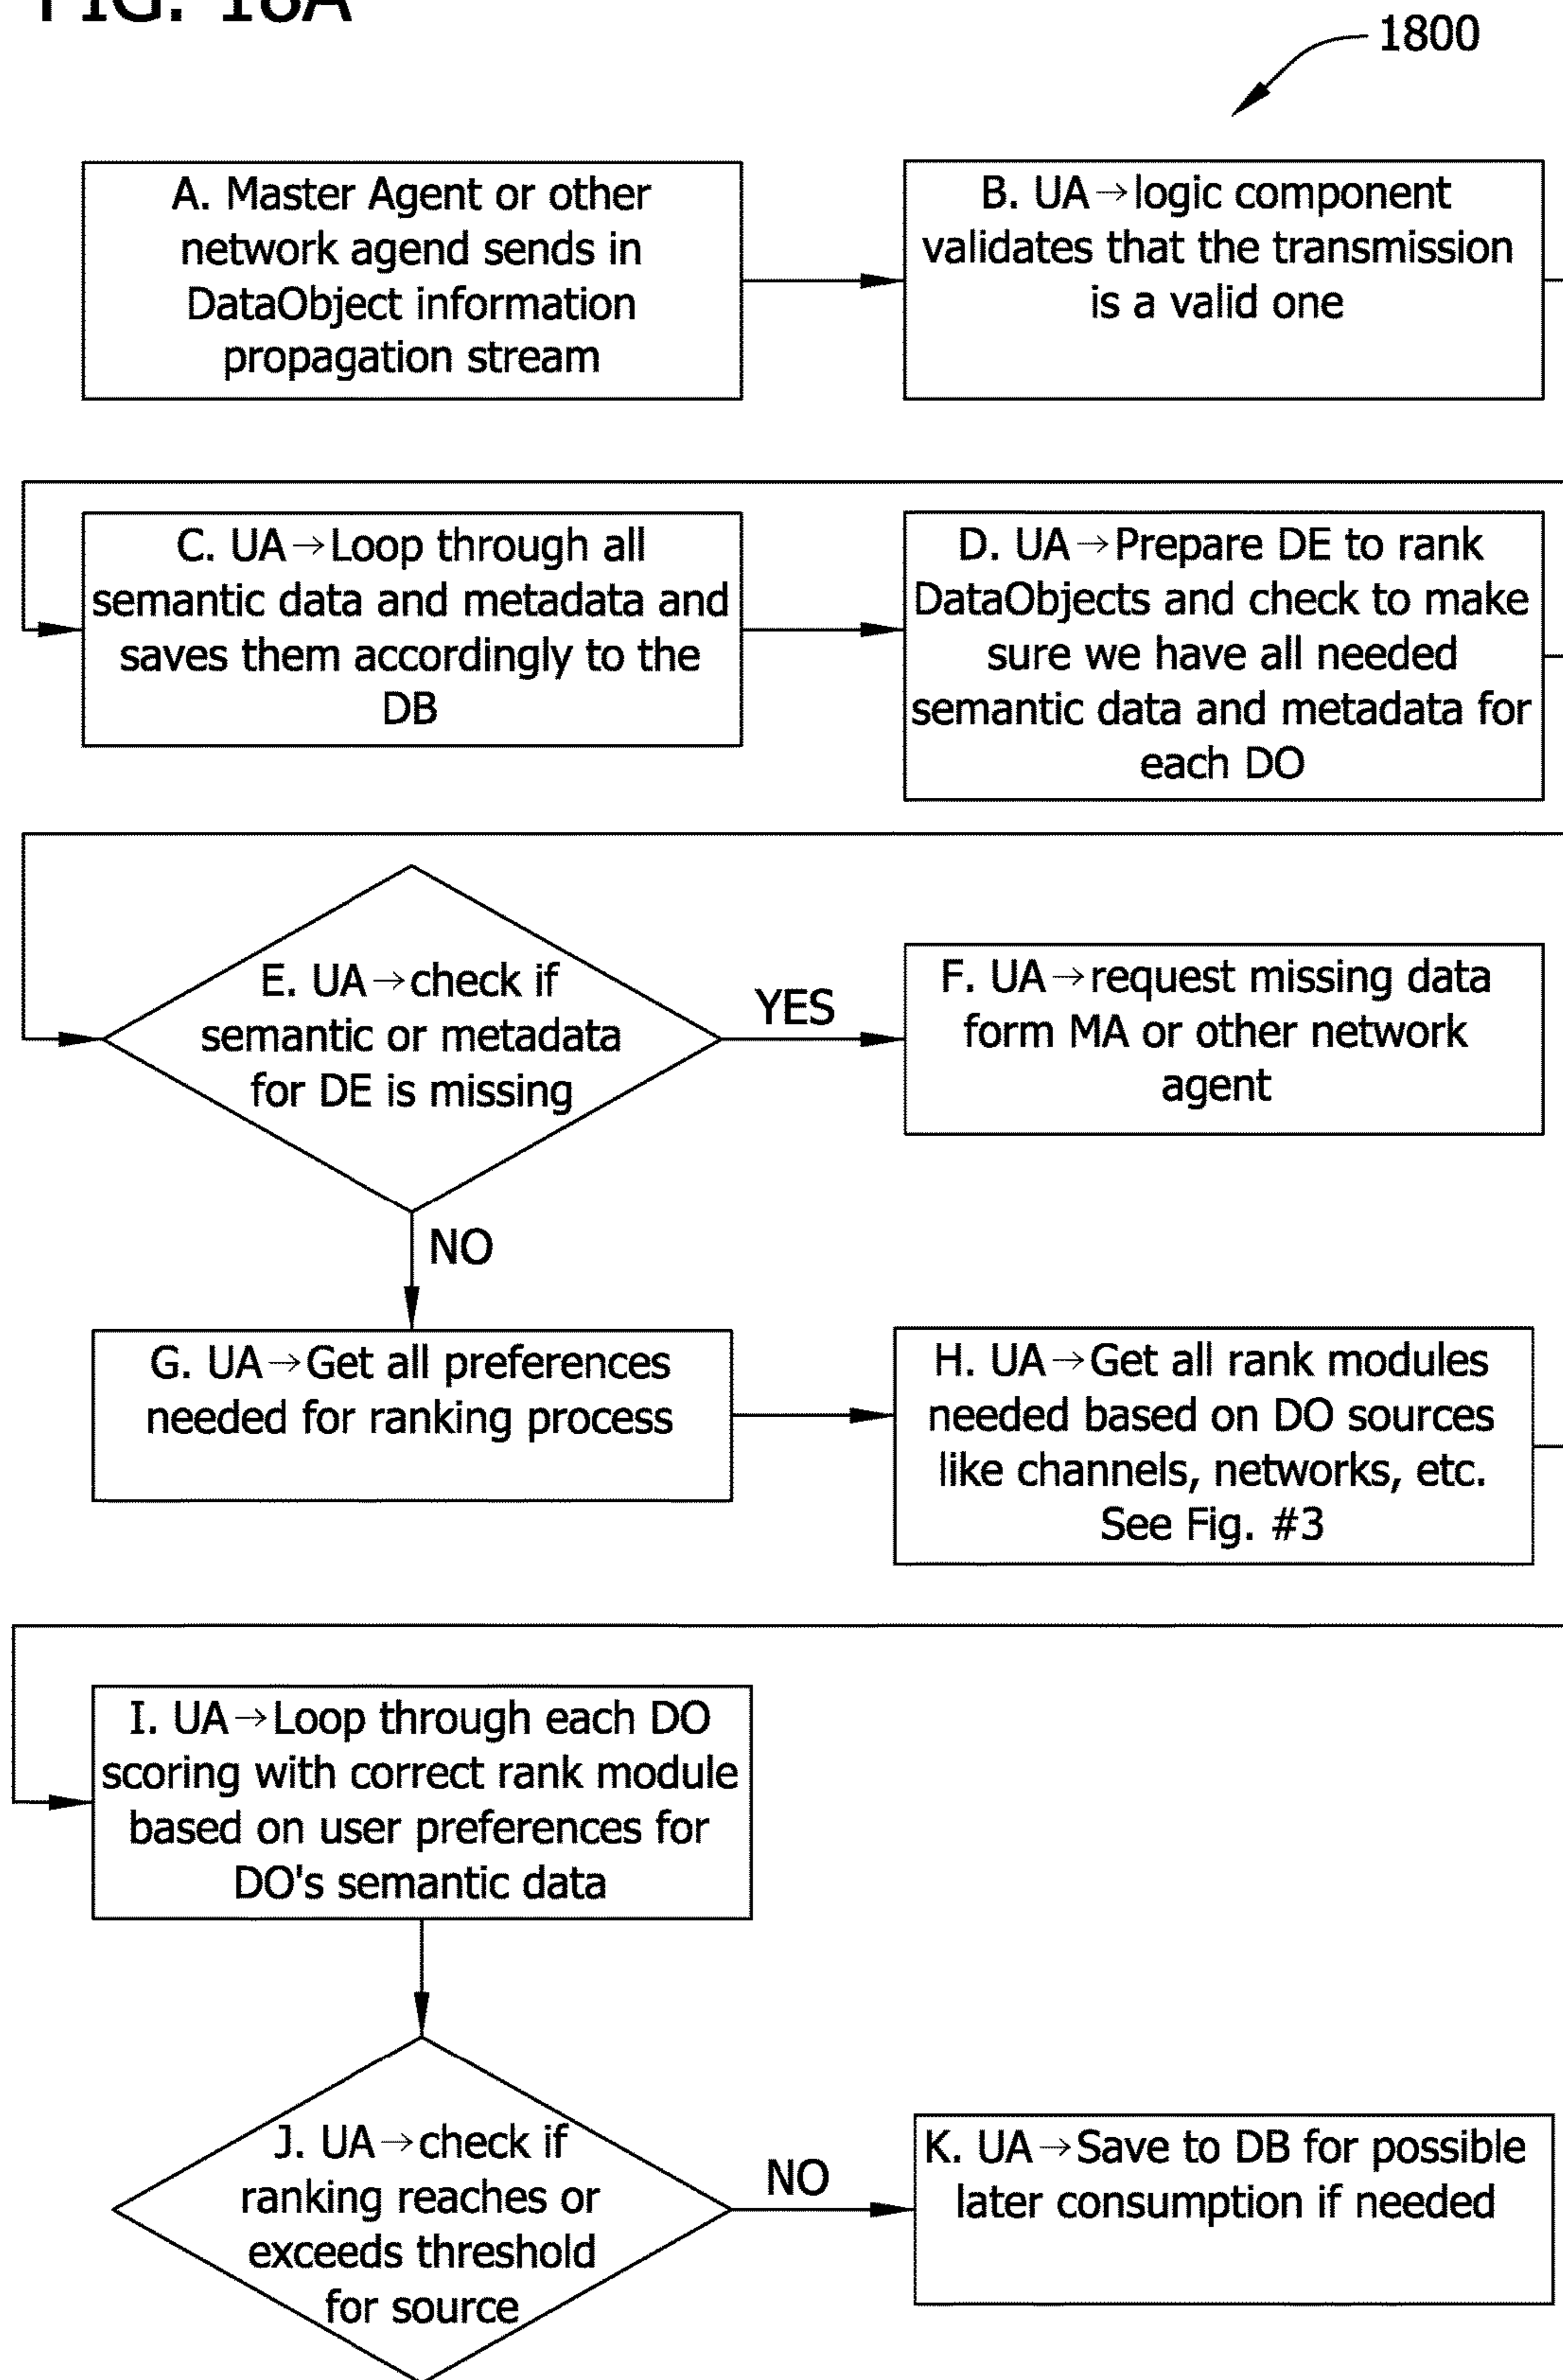 FIG. 18A
1800
A. Master Agent or other
network agend sends in
DataObject information
propagation stream
B. UA→logic component
validates that the transmission
is a valid one
C. UA→Loop through all
semantic data and metadata and
saves them accordingly to the
DB
D. UA→Prepare DE to rank
DataObjects and check to make
sure we have all needed
semantic data and metadata for
each DO
E. UA→check if
semantic or metadata
for DE is missing
YES
F. UA→request missing data
form MA or other network
agent
NO
G. UA→Get all preferences
needed for ranking process
H. UA→Get all rank modules
needed based on DO sources
like channels, networks, etc.
See Fig. #3
I. UA→Loop through each DO
scoring with correct rank module
based on user preferences for
DO's semantic data
J. UA→check if
ranking reaches or
exceeds threshold
for source
NO
K. UA→Save to DB for possible
later consumption if needed